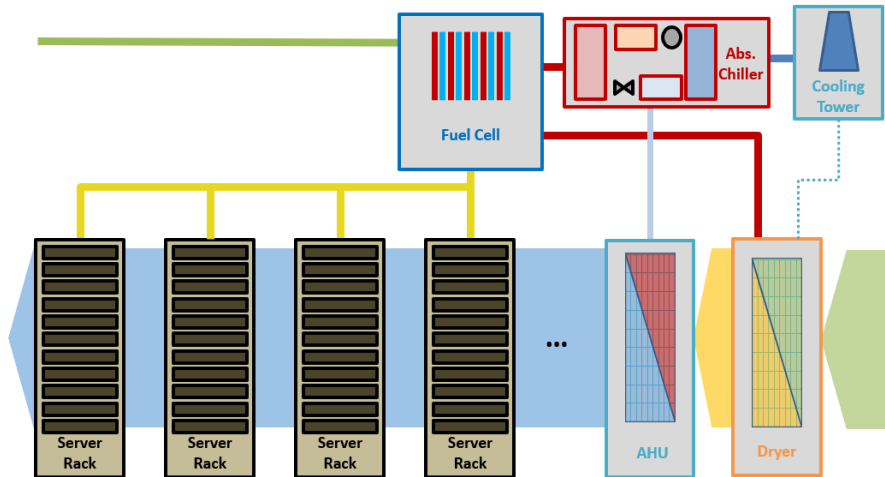 Abs.
Chiller
Cooling
Tower
Fuel Cell
...
Server
Rack
Server
Rack
Server
Rack
Server
Rack
AHU
Dryer